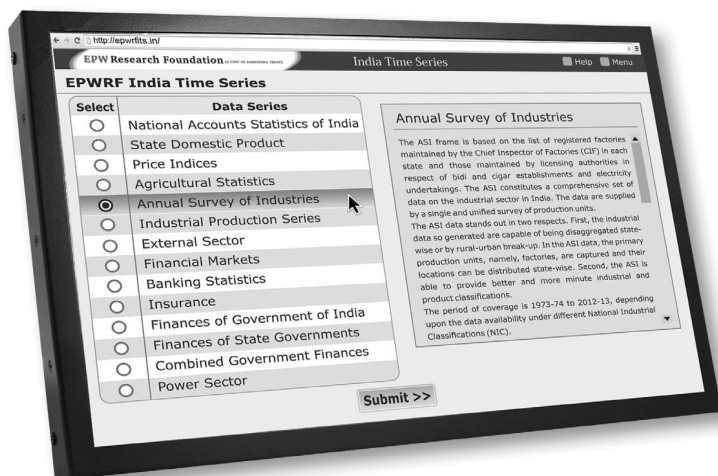 http://epwrfits.in/
EPW Research Foundation (A UNIT OF SAMEEKSHA TRUST)
India Time Series
Help
Menu
EPWRF India Time Series
Select
Data Series
National Accounts Statistics of India
State Domestic Product
Price Indices
Agricultural Statistics
Annual Survey of Industries
Industrial Production Series
External Sector
Financial Markets
Banking Statistics
Insurance
Finances of Government of India
Finances of State Governments
Combined Government Finances
Power Sector
Annual Survey of Industries
The ASI frame is based on the list of registered factories
maintained by the Chief Inspector of Factories (CIF) in each
state and those maintained by licensing authorities in
respect of bidi and cigar establishments and electricity
undertakings. The ASI constitutes a comprehensive set of
data on the industrial sector in India. The data are supplied
by a single and unified survey of production units.
The ASI data stands out in two respects. First, the industrial
data so generated are capable of being disaggregated state-
wise or by rural-urban break-up. In the ASI data, the primary
production units, namely, factories, are captured and their
locations can be distributed state-wise. Second, the ASI is
able to provide better and more minute industrial and
product classifications.
The period of coverage is 1973-74 to 2012-13, depending
upon the data availability under different National Industrial
Classifications (NIC).
Submit >>